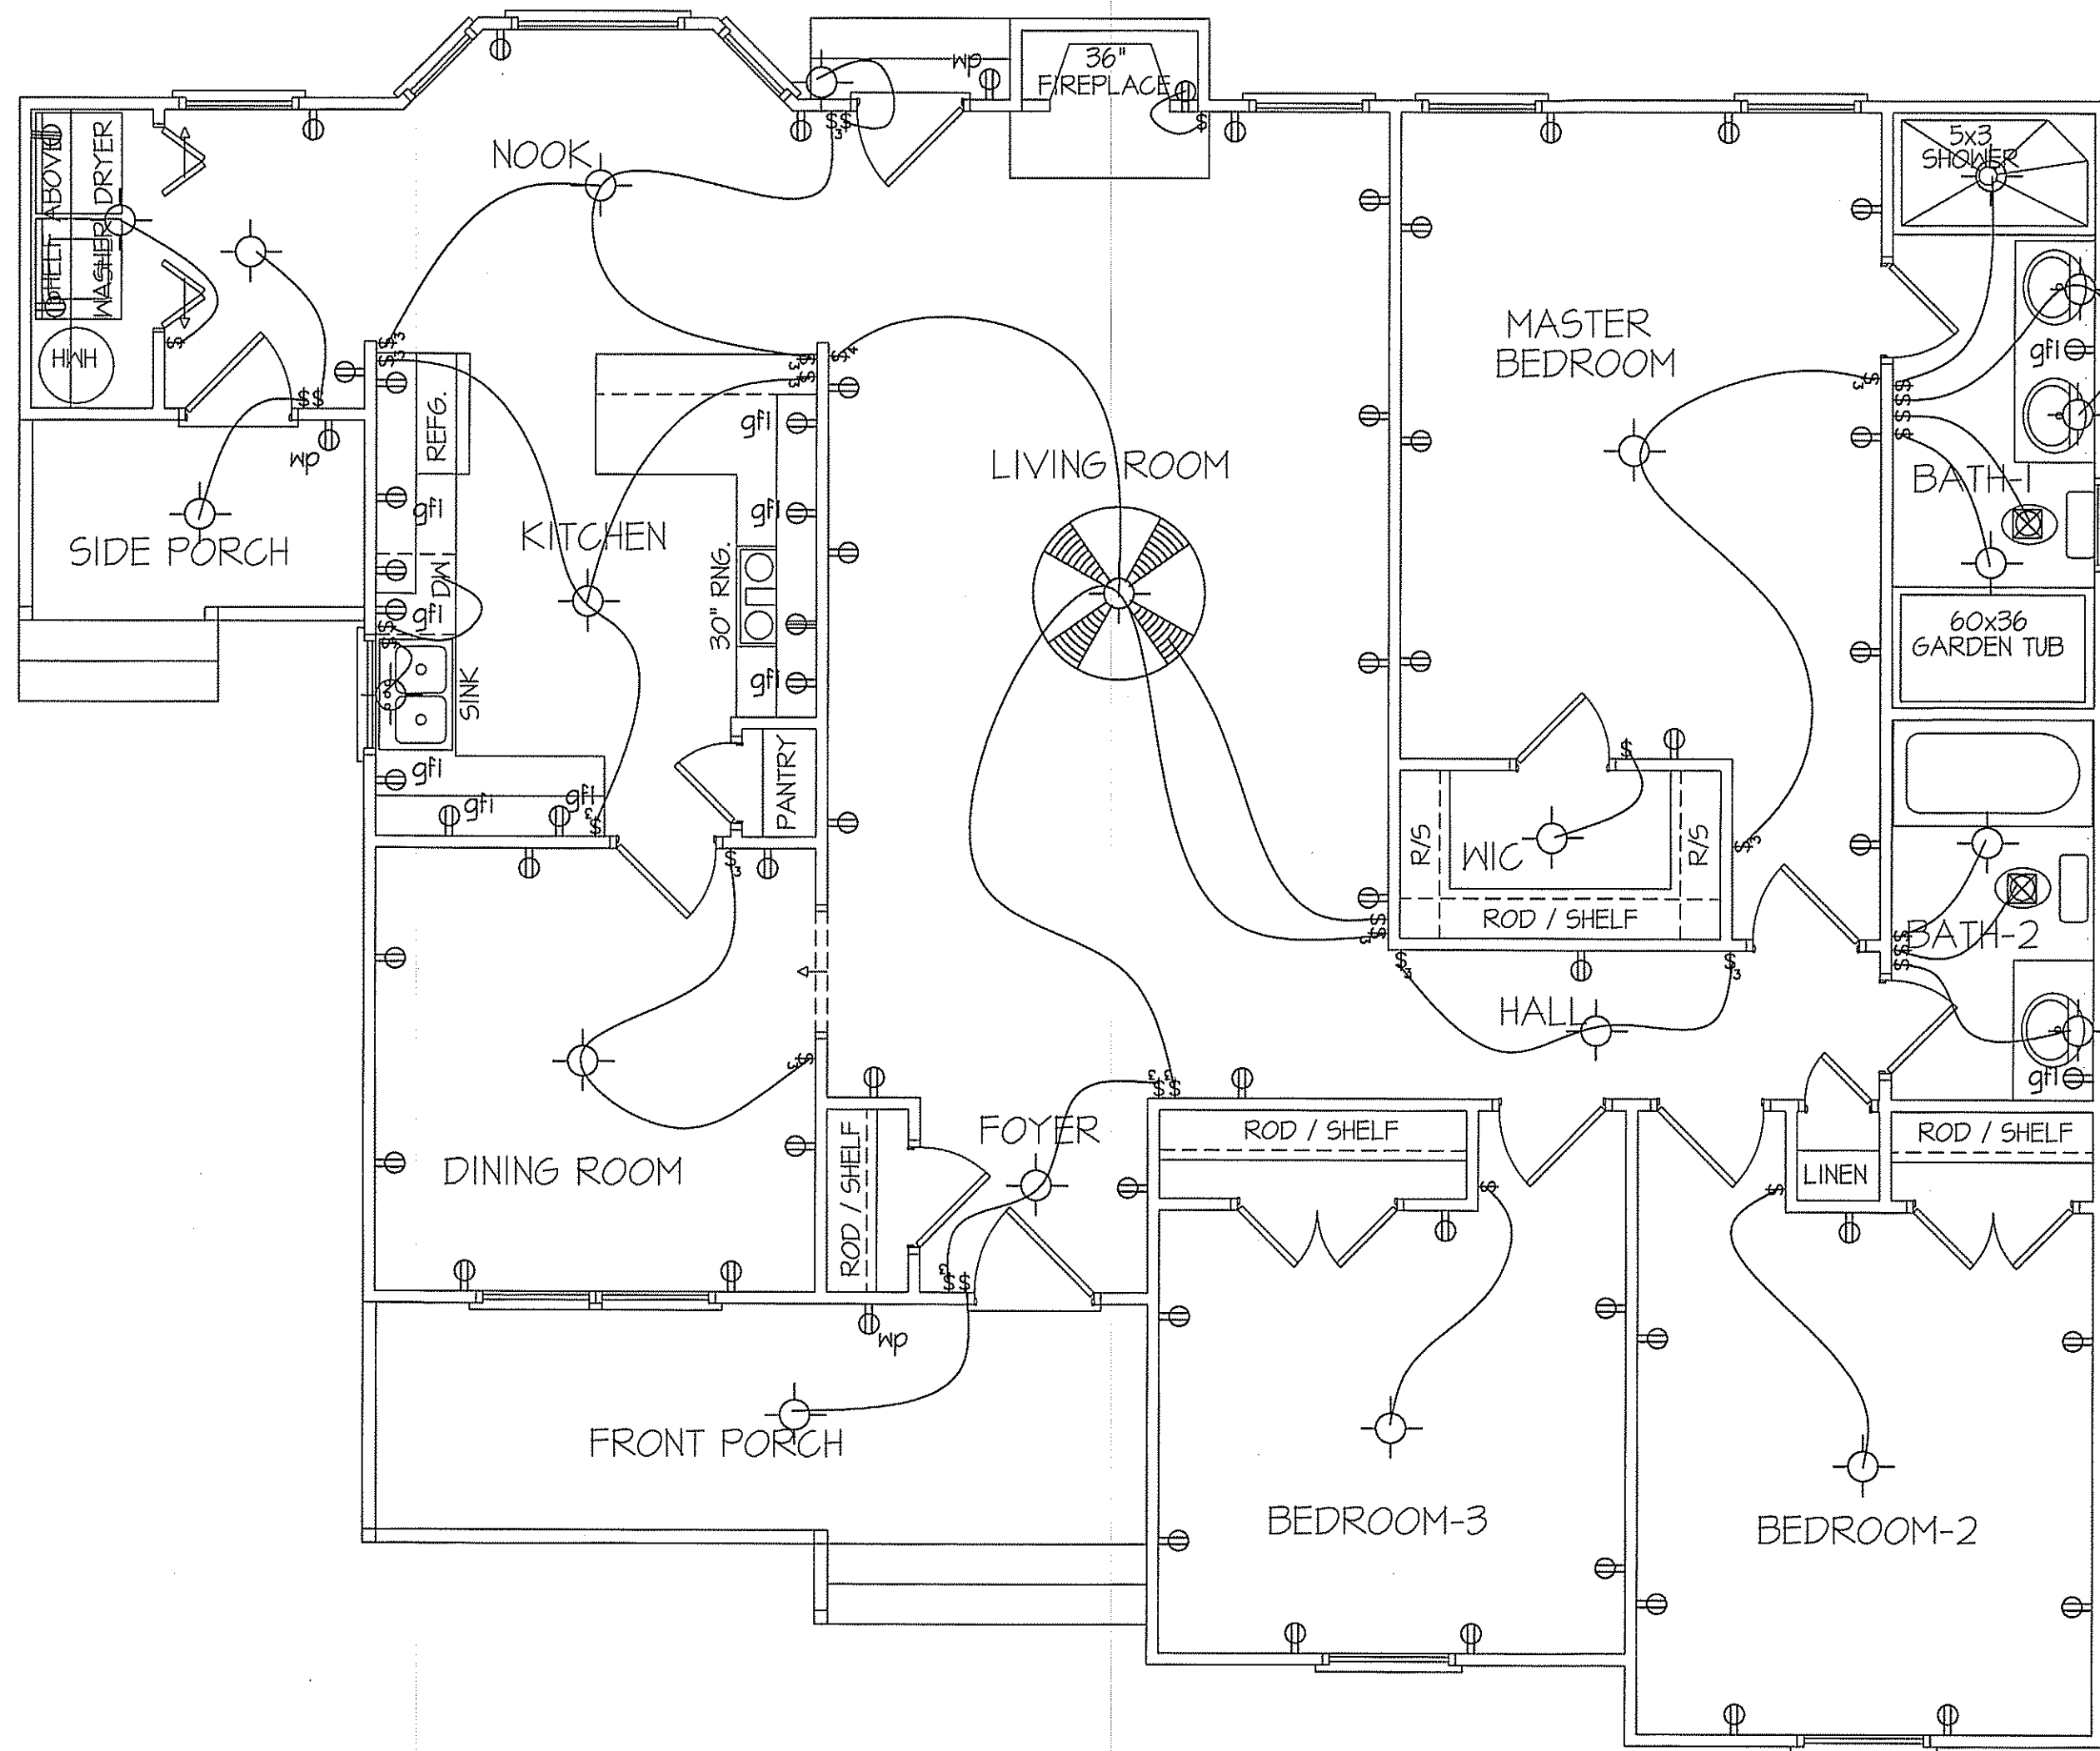 36"
FIREPLACE
dM
5x3
SHOWER
NOOK
SHELF ABOVE
WASHER
DRYER
HWH
MASTER
BEDROOM
gfi
REFG.
gfi
LIVING ROOM
dM
BATH-1
gfi
gfi
KITCHEN
SIDE PORCH
DW
30" RNG.
gfi
60x36
GARDEN TUB
SINK
gfi
gfi
PANTRY
gfi
gfi
R/S
WIC
R/S
ROD / SHELF
BATH-2
HALL
gfi
FOYER
ROD / SHELF
ROD / SHELF
DINING ROOM
ROD / SHELF
LINEN
dM
FRONT PORCH
BEDROOM-3
BEDROOM-2